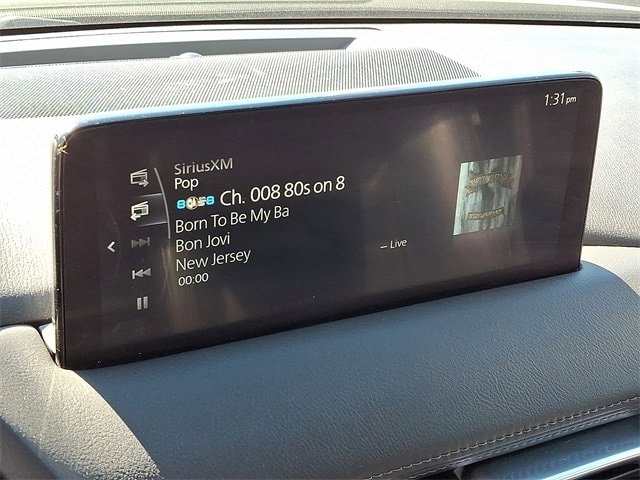 1:31 pm
SiriusXM
Pop
Ch. 008 80s on 8
Born To Be My Ba
Bon Jovi
– Live
New Jersey
00:00